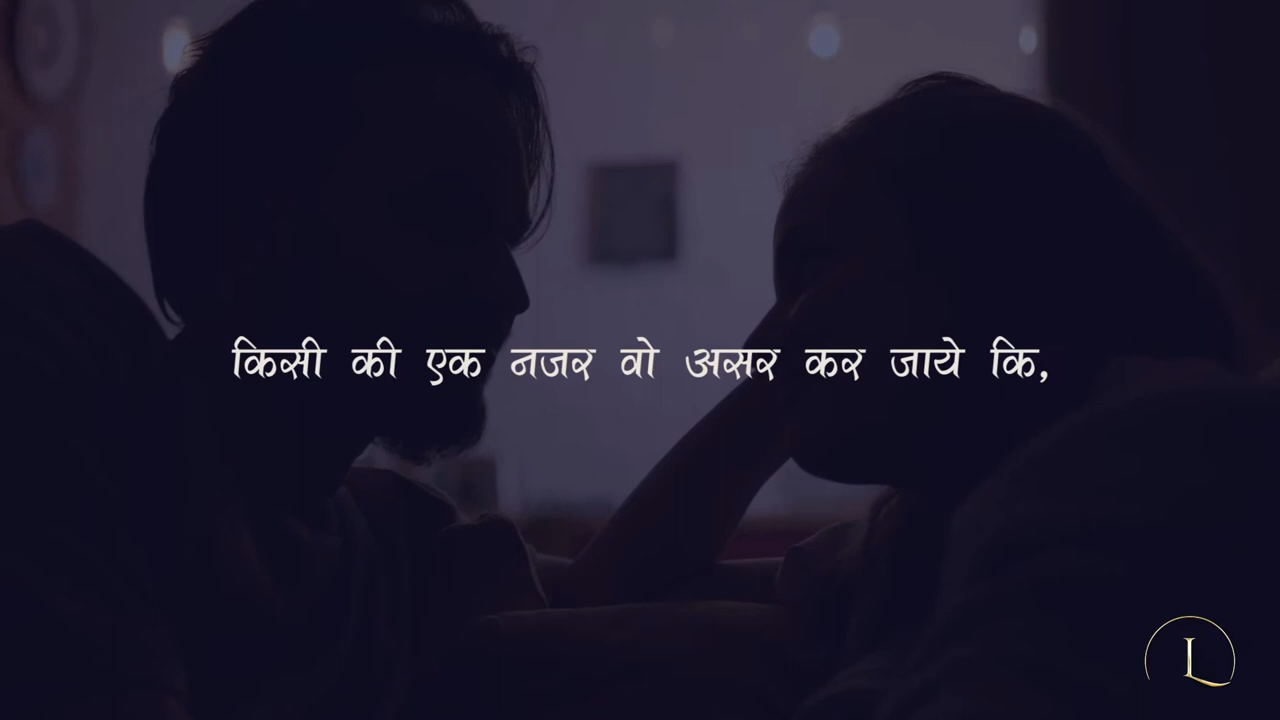 किसी की एक नजर वो असर कर जाये कि,
L